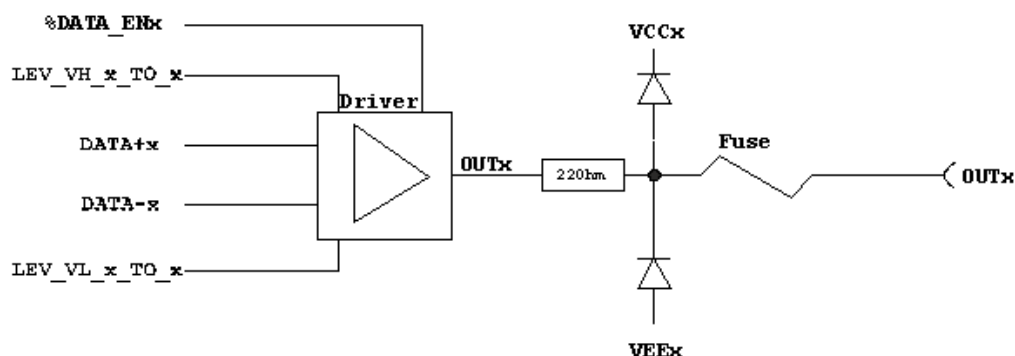 %DATA_ENx
VCCx
LEV_VH_x_TO_x
Driver
DATA+x
Fuse
OUTx
22Ohm
OUTx
DATA-x
LEV_VL_x_TO_x
VEEx